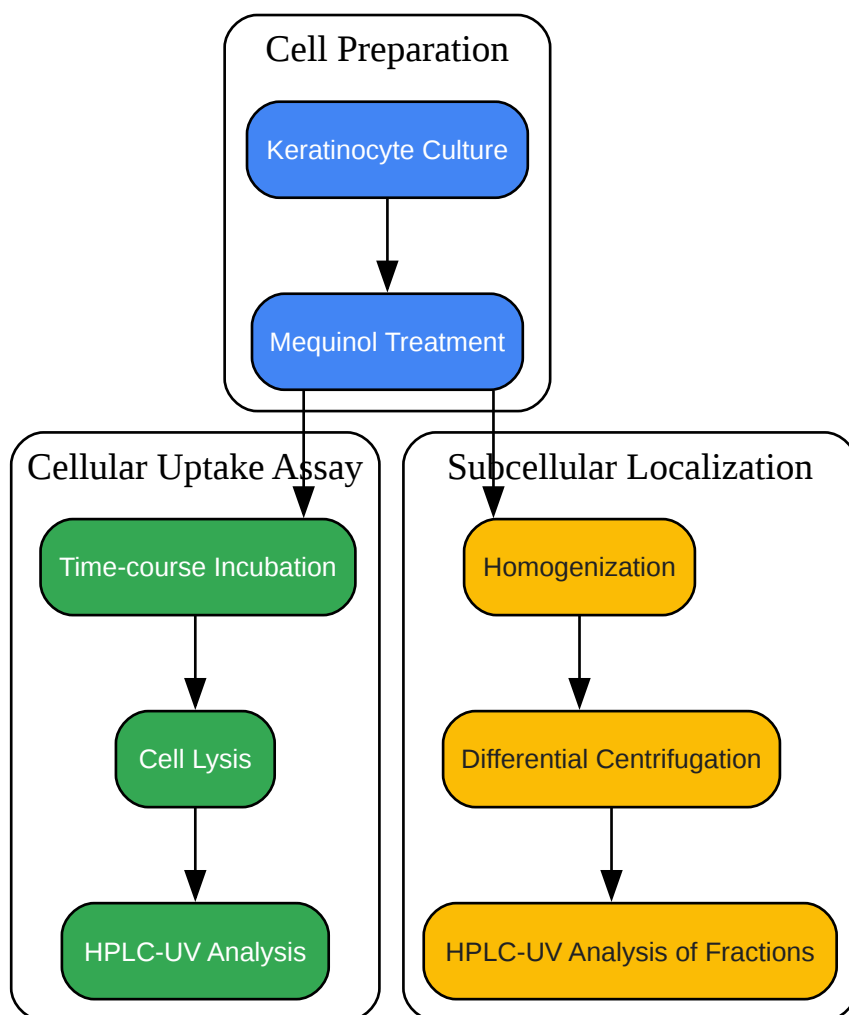 Cell Preparation
Keratinocyte Culture
Mequinol Treatment
Cellular Uptake Assay
Time-course Incubation
Cell Lysis
HPLC-UV Analysis
Subcellular Localization
Homogenization
Differential Centrifugation
HPLC-UV Analysis of Fractions